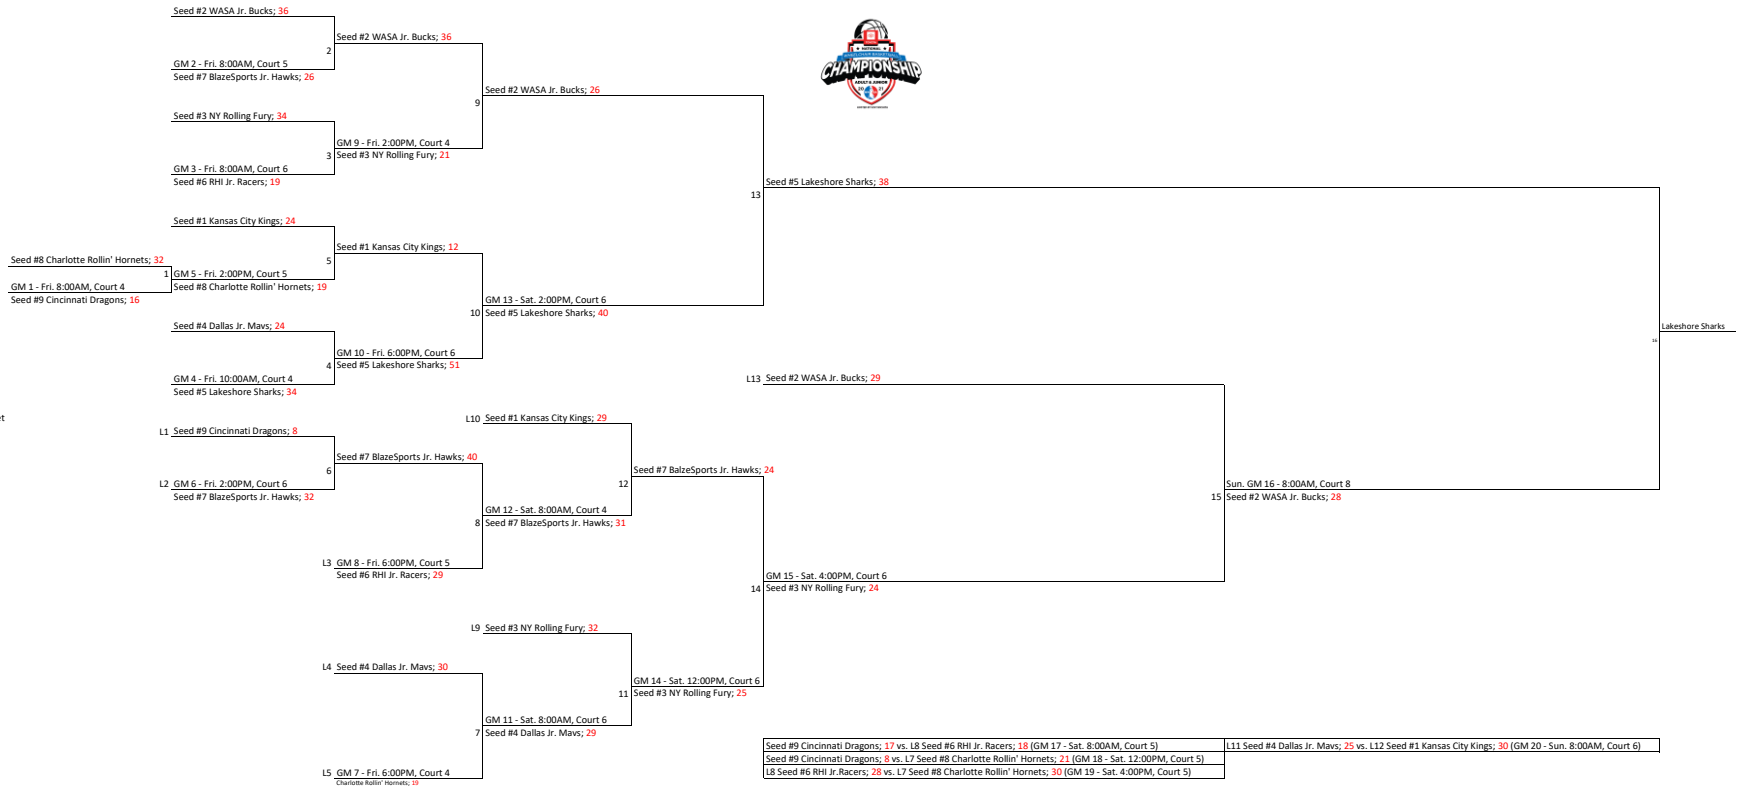 Seed #2 WASA Jr. Bucks; 36
2
GM 2 - Fri. 8:00AM, Court 5
Seed #7 BlazeSports Jr. Hawks; 26
Seed #3 NY Rolling Fury; 34
3
GM 3 - Fri. 8:00AM, Court 6
Seed #6 RHI Jr. Racers; 19
Seed #1 Kansas City Kings; 24
5
Seed #8 Charlotte Rollin' Hornets; 32
1
GM 1 - Fri. 8:00AM, Court 4
Seed #9 Cincinnati Dragons; 16
GM 5 - Fri. 2:00PM, Court 5
Seed #8 Charlotte Rollin' Hornets; 19
Seed #4 Dallas Jr. Mavs; 24
4
GM 4 - Fri. 10:00AM, Court 4
Seed #5 Lakeshore Sharks; 34
Seed #2 WASA Jr. Bucks; 36
9
GM 9 - Fri. 2:00PM, Court 4
Seed #3 NY Rolling Fury; 21
Seed #1 Kansas City Kings; 12
10
GM 10 - Fri. 6:00PM, Court 6
Seed #5 Lakeshore Sharks; 51
Seed #2 WASA Jr. Bucks; 26
13
GM 13 - Sat. 2:00PM, Court 6
Seed #5 Lakeshore Sharks; 40
NATIONAL
CHAMPIONSHIP
ADULT & JUNIOR
20 21
Seed #5 Lakeshore Sharks; 38
16
Lakeshore Sharks
et
L1 Seed #9 Cincinnati Dragons; 8
6
L2 GM 6 - Fri. 2:00PM, Court 6
Seed #7 BlazeSports Jr. Hawks; 32
Seed #7 BlazeSports Jr. Hawks; 40
8
L3 GM 8 - Fri. 6:00PM, Court 5
Seed #6 RHI Jr. Racers; 29
L4 Seed #4 Dallas Jr. Mavs; 30
7
L5 GM 7 - Fri. 6:00PM, Court 4
Charlotte Rollin' Hornets; 19
L10 Seed #1 Kansas City Kings; 29
12
GM 12 - Sat. 8:00AM, Court 4
Seed #7 BlazeSports Jr. Hawks; 31
L9 Seed #3 NY Rolling Fury; 32
11
GM 11 - Sat. 8:00AM, Court 6
Seed #4 Dallas Jr. Mavs; 29
Seed #7 BalzeSports Jr. Hawks; 24
14
GM 14 - Sat. 12:00PM, Court 6
Seed #3 NY Rolling Fury; 25
L13 Seed #2 WASA Jr. Bucks; 29
15
GM 15 - Sat. 4:00PM, Court 6
Seed #3 NY Rolling Fury; 24
Sun. GM 16 - 8:00AM, Court 8
Seed #2 WASA Jr. Bucks; 28
Seed #9 Cincinnati Dragons; 17 vs. L8 Seed #6 RHI Jr. Racers; 18 (GM 17 - Sat. 8:00AM, Court 5)
L11 Seed #4 Dallas Jr. Mavs; 25 vs. L12 Seed #1 Kansas City Kings; 30 (GM 20 - Sun. 8:00AM, Court 6)
Seed #9 Cincinnati Dragons; 8 vs. L7 Seed #8 Charlotte Rollin' Hornets; 21 (GM 18 - Sat. 12:00PM, Court 5)
L8 Seed #6 RHI Jr.Racers; 28 vs. L7 Seed #8 Charlotte Rollin' Hornets; 30 (GM 19 - Sat. 4:00PM, Court 5)